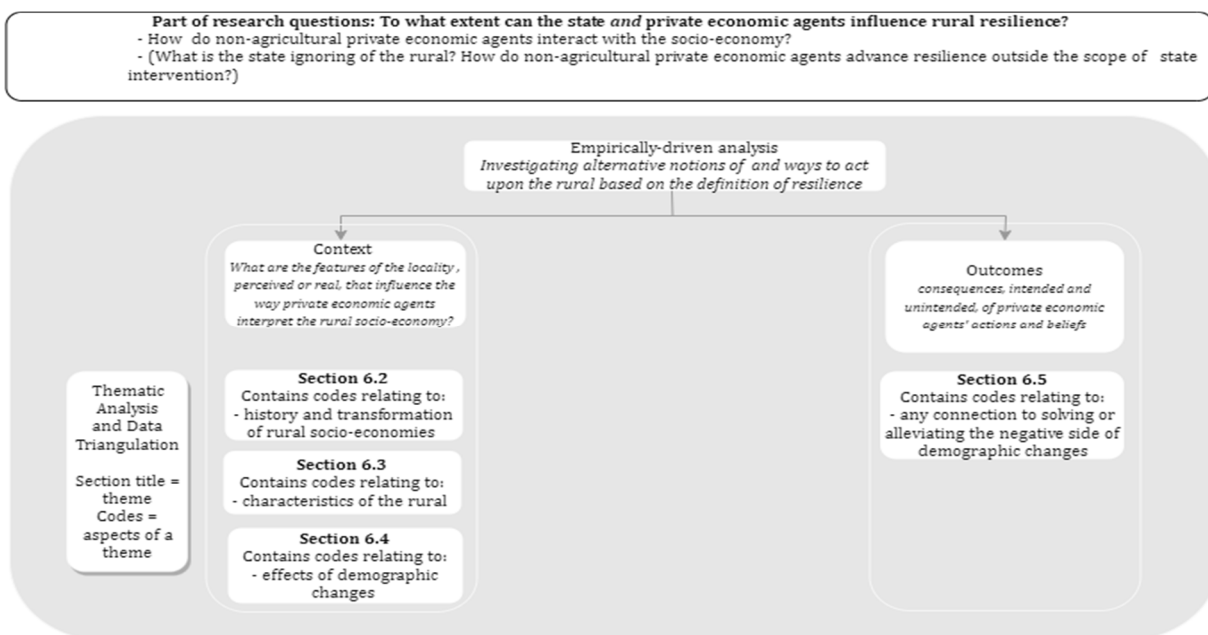 Part of research questions: To what extent can the state and private economic agents influence rural resilience?
- How do non-agricultural private economic agents interact with the socio-economy?
- (What is the state ignoring of the rural? How do non-agricultural private economic agents advance resilience outside the scope of state
intervention?)
Empirically-driven analysis
Investigating alternative notions of and ways to act
upon the rural based on the definition of resilience
Context
What are the features of the locality,
perceived or real, that influence the
way private economic agents
interpret the rural socio-economy?
Outcomes
consequences, intended and
unintended, of private economic
agents' actions and beliefs
Thematic
Analysis
and Data
Triangulation
Section title =
theme
Codes =
aspects of a
theme
Section 6.2
Contains codes relating to:
- history and transformation
of rural socio-economies
Section 6.3
Contains codes relating to:
- characteristics of the rural
Section 6.4
Contains codes relating to:
- effects of demographic
changes
Section 6.5
Contains codes relating to:
- any connection to solving or
alleviating the negative side of
demographic changes